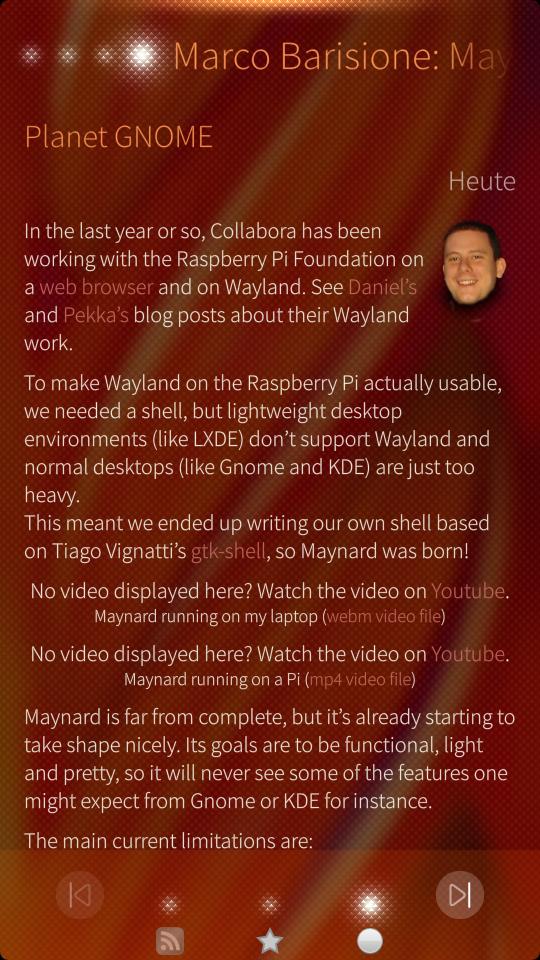 Marco Barisione: May
Planet GNOME
Heute
In the last year or so, Collabora has been
working with the Raspberry Pi Foundation on
a web browser and on Wayland. See Daniel’s
and Pekka’s blog posts about their Wayland
work.
To make Wayland on the Raspberry Pi actually usable,
we needed a shell, but lightweight desktop
environments (like LXDE) don’t support Wayland and
normal desktops (like Gnome and KDE) are just too
heavy.
This meant we ended up writing our own shell based
on Tiago Vignatti’s gtk-shell, so Maynard was born!
No video displayed here? Watch the video on Youtube.
Maynard running on my laptop (webm video file)
No video displayed here? Watch the video on Youtube.
Maynard running on a Pi (mp4 video file)
Maynard is far from complete, but it’s already starting to
take shape nicely. Its goals are to be functional, light
and pretty, so it will never see some of the features one
might expect from Gnome or KDE for instance.
The main current limitations are: